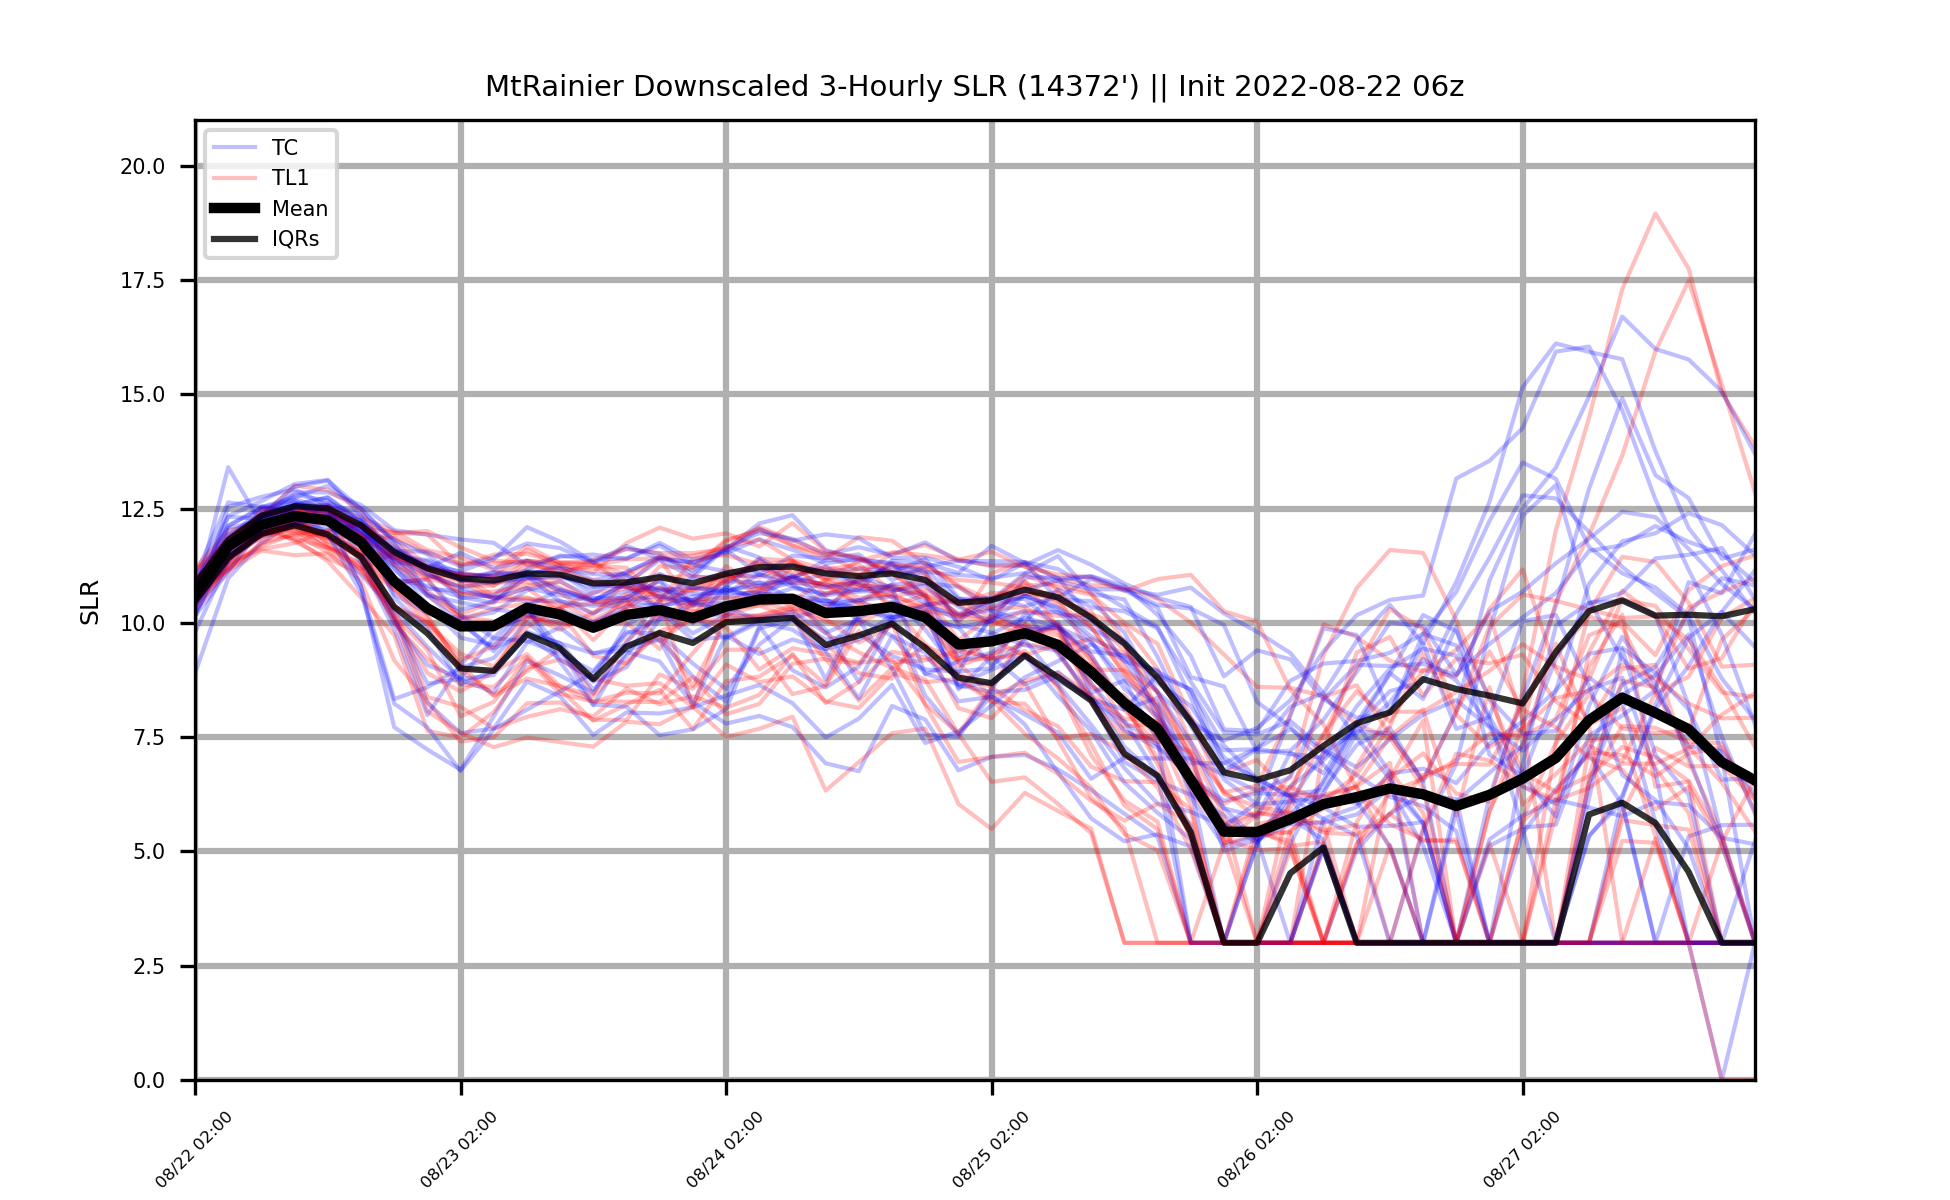 MtRainier Downscaled 3-Hourly SLR (14372') || Init 2022-08-22 06z
TC
TL1
Mean
IQRs
SLR
20.0
17.5
15.0
12.5
10.0
7.5
5.0
2.5
0.0
08/22 02:00
08/23 02:00
08/24 02:00
08/25 02:00
08/26 02:00
08/27 02:00